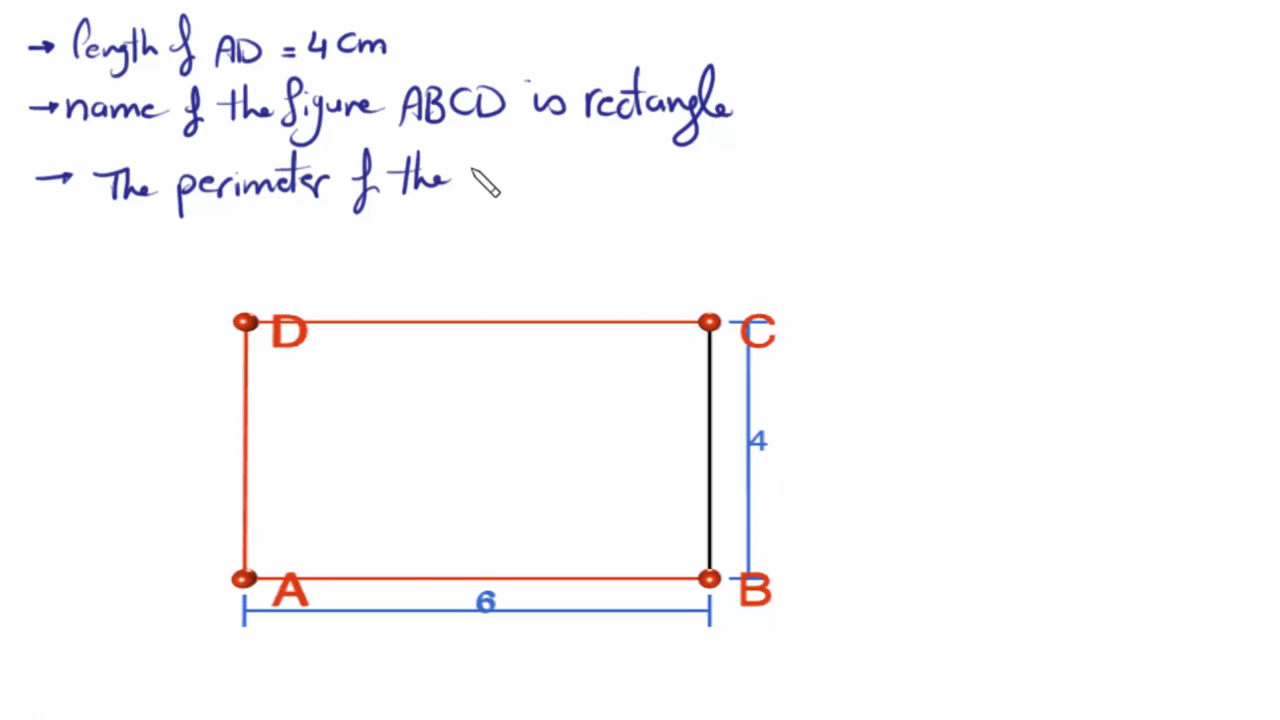 → length of AD = 4 cm
→ name of the figure ABCD is rectangle
→ The perimeter of the
D C
4
A B
6